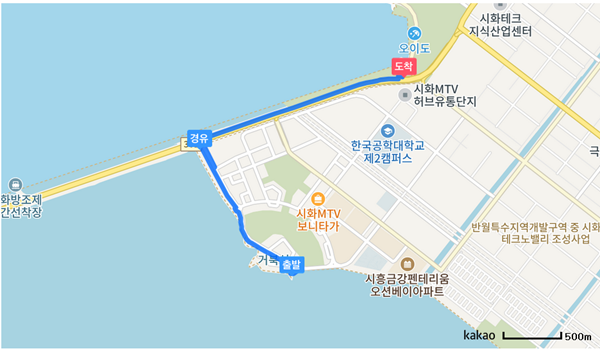 시화테크
지식산업센터
오이도
도착
시화MTV
허브유통단지
경유
3
한국공학대학교
제2캠퍼스
극
화방조제
간선착장
시화MTV
보니타가
반월특수지역개발구역 중 시화
테크노밸리 조성사업
거북섬
출발
시흥금강펜테리움
오션베이아파트
kakao 500m